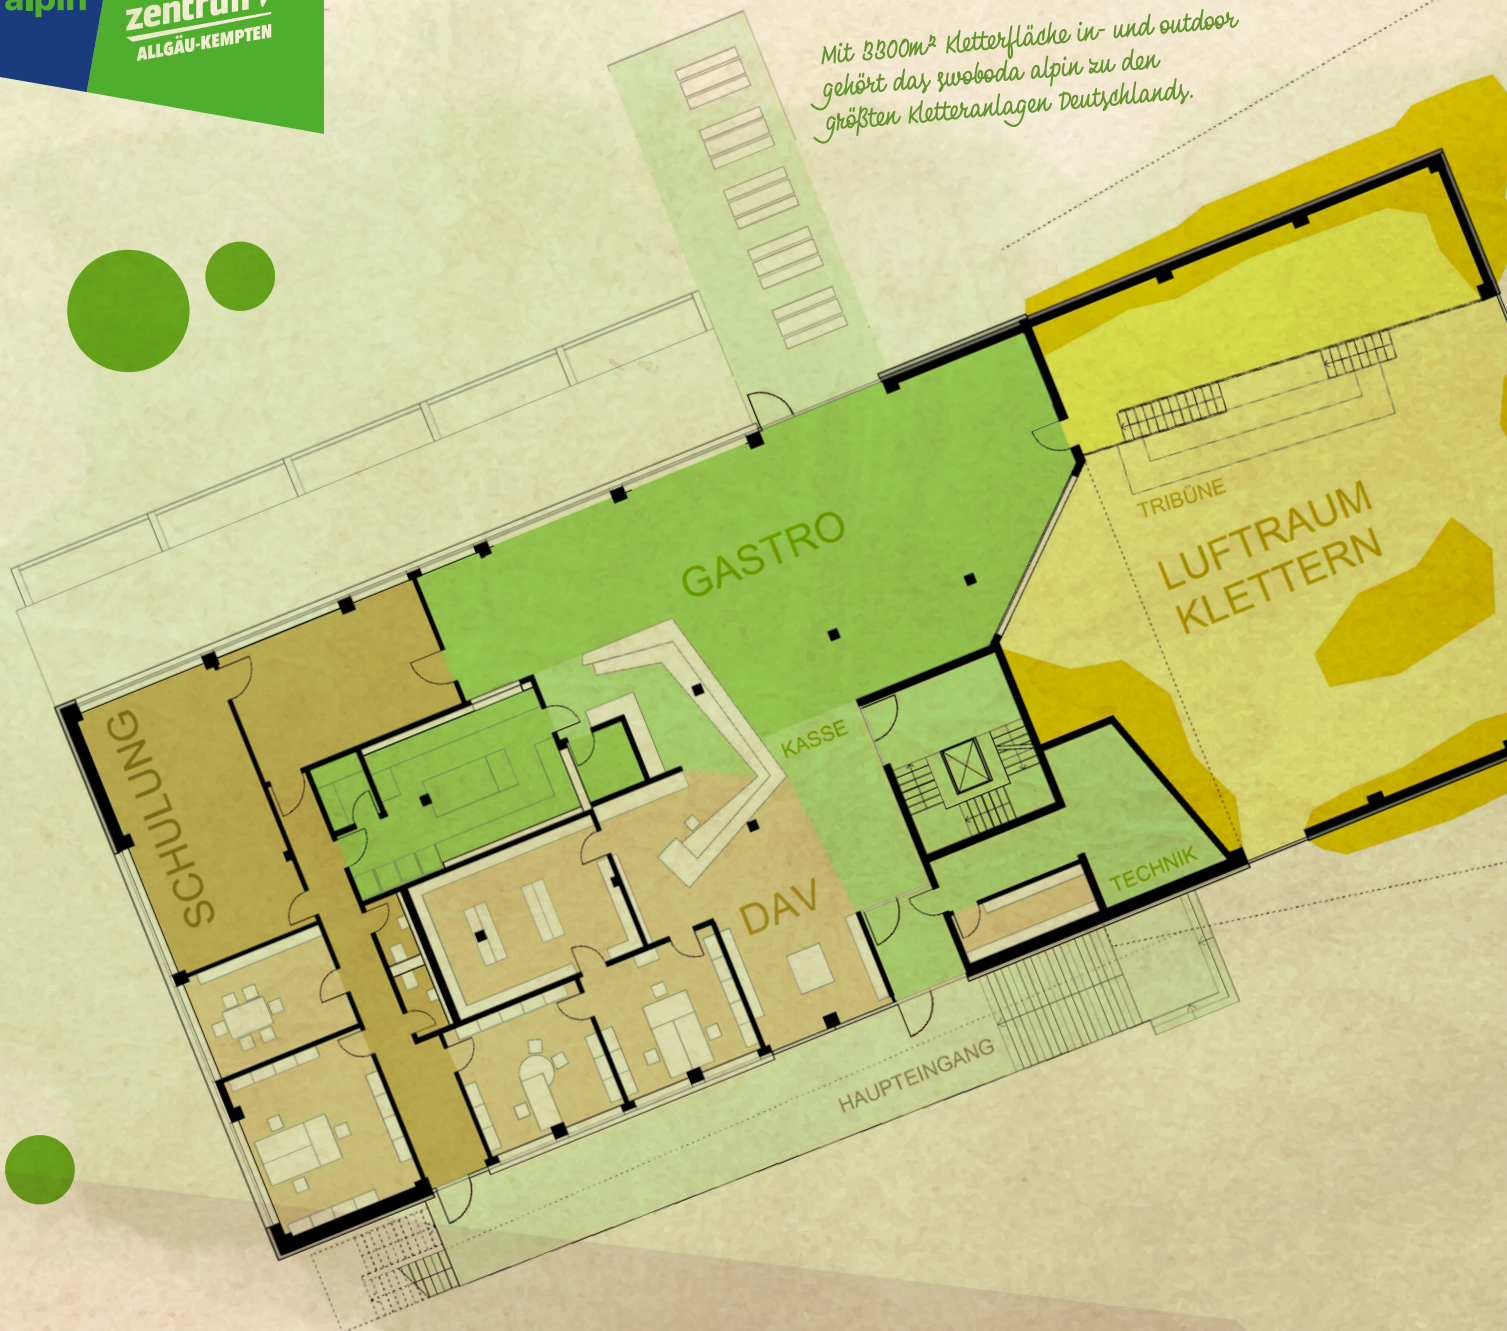 alpin
zentrum
ALLGÄU-KEMPTEN
Mit 3300m² Kletterfläche in- und outdoor
gehört das swoboda alpin zu den
größten Kletteranlagen Deutschlands.
TRIBÜNE
LUFTRAUM
KLETTERN
GASTRO
SCHULUNG
KASSE
DAV
TECHNIK
HAUPTEINGANG